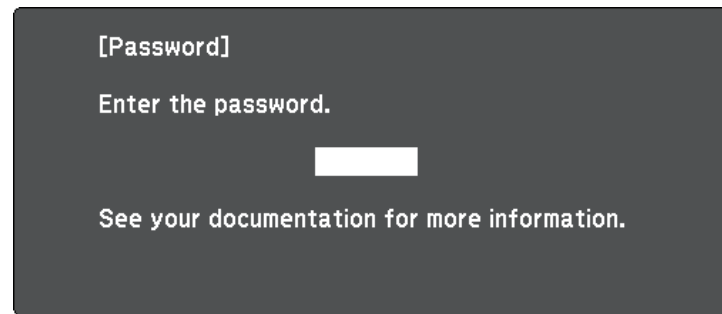 [Password]
Enter the password.
See your documentation for more information.